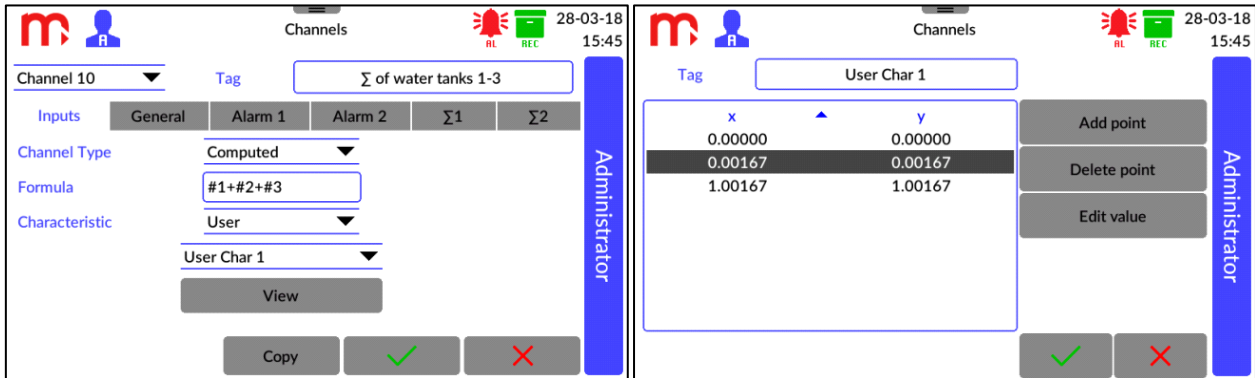 Channels
28-03-18
AL
REC
15:45
A
Channel 10
Tag
∑ of water tanks 1-3
Inputs
General
Alarm 1
Alarm 2
∑1
∑2
Channel Type
Computed
Formula
#1+#2+#3
Characteristic
User
User Char 1
View
Copy
Administrator
Channels
28-03-18
AL
REC
15:45
A
Tag
User Char 1
x y
0.00000 0.00000
0.00167 0.00167
1.00167 1.00167
Add point
Delete point
Edit value
Administrator